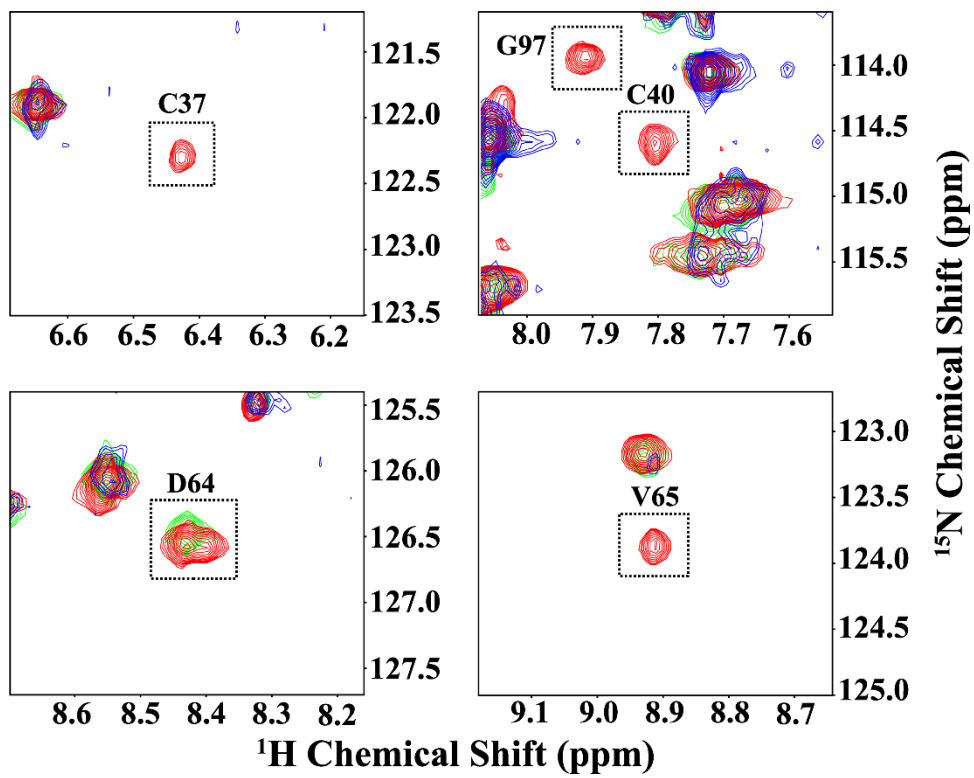 C37
121.5
122.0
122.5
123.0
123.5
6.6 6.5 6.4 6.3 6.2
G97
C40
114.0
114.5
115.0
115.5
8.0 7.9 7.8 7.7 7.6
D64
125.5
126.0
126.5
127.0
127.5
8.6 8.5 8.4 8.3 8.2
V65
123.0
123.5
124.0
124.5
125.0
9.1 9.0 8.9 8.8 8.7
¹H Chemical Shift (ppm)
¹⁵N Chemical Shift (ppm)